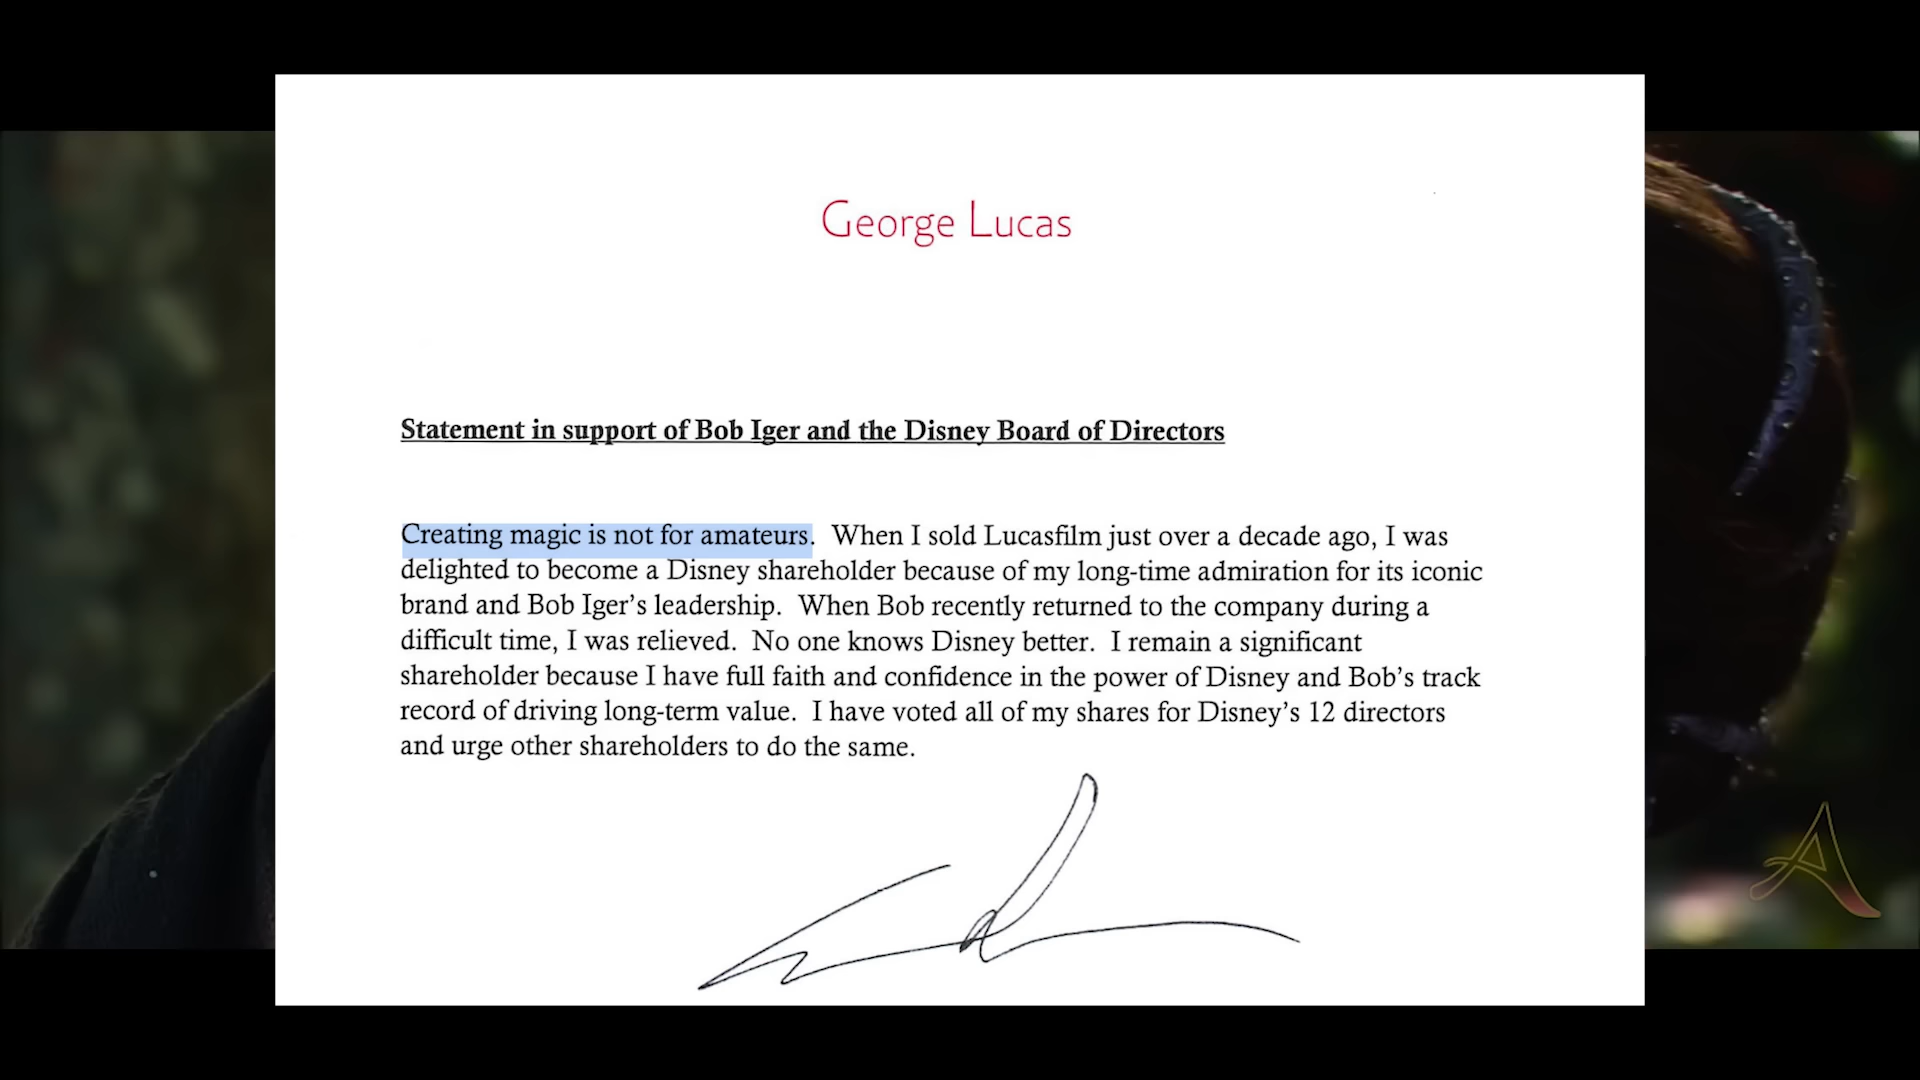 George Lucas
Statement in support of Bob Iger and the Disney Board of Directors
Creating magic is not for amateurs.  When I sold Lucasfilm just over a decade ago, I was
delighted to become a Disney shareholder because of my long-time admiration for its iconic
brand and Bob Iger’s leadership.  When Bob recently returned to the company during a
difficult time, I was relieved.  No one knows Disney better.  I remain a significant
shareholder because I have full faith and confidence in the power of Disney and Bob’s track
record of driving long-term value.  I have voted all of my shares for Disney’s 12 directors
and urge other shareholders to do the same.